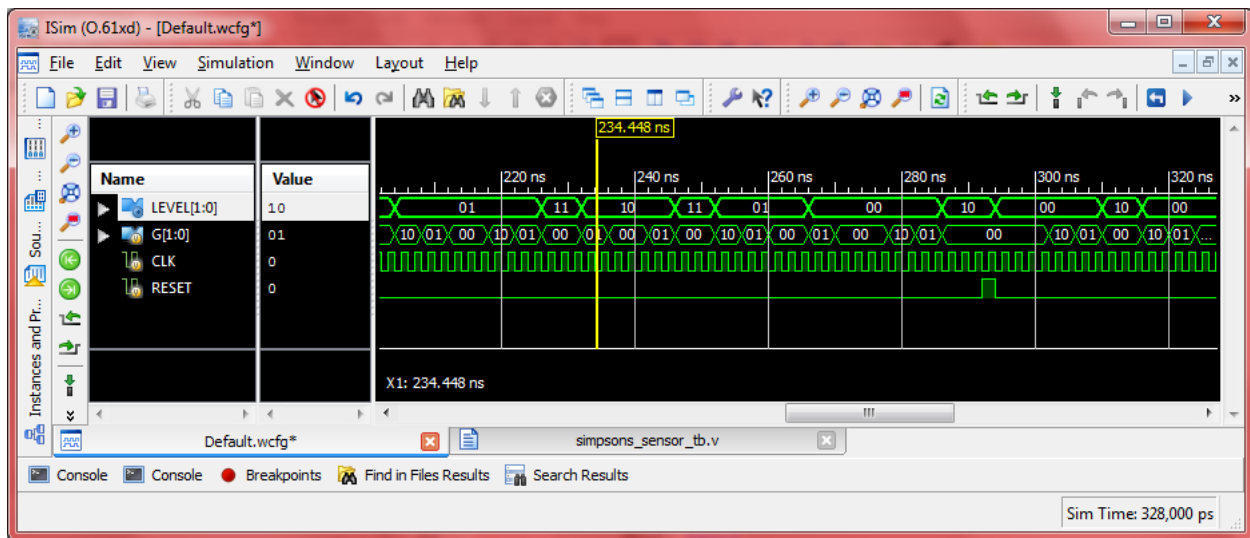 ISim (O.61xd) - [Default.wcfg*]
File Edit View Simulation Window Layout Help
»
234.448 ns
Name Value
220 ns 240 ns 260 ns 280 ns 300 ns 320 ns
LEVEL[1:0] 10 01 11 10 11 01 00 10 00 10 00
G[1:0] 01 10 01 00 10 01 00 01 00 01 00 10 01 00 01 00 10 01 00 10 01 00 10 01 ...
CLK 0
RESET 0
X1: 234.448 ns
Sou...
Instances and Pr...
Default.wcfg* simpsons_sensor_tb.v
Console Console Breakpoints Find in Files Results Search Results
Sim Time: 328,000 ps